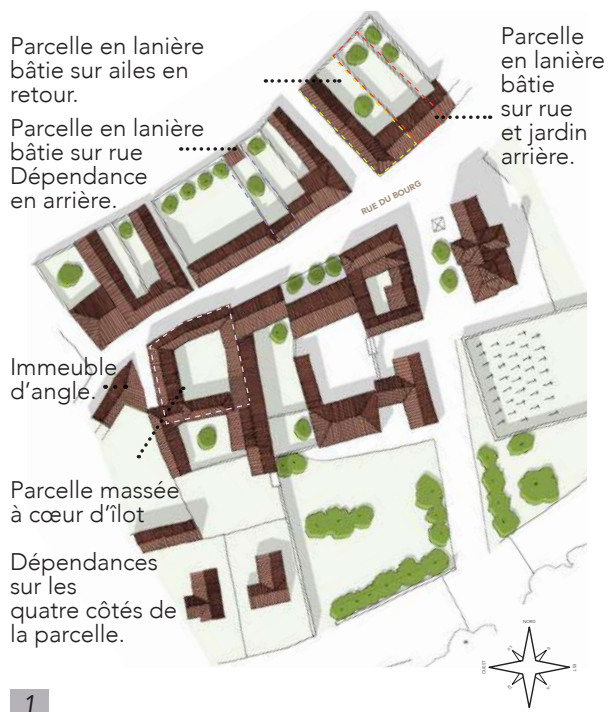 Parcelle en lanière
bâtie sur ailes en
retour.
Parcelle en lanière
bâtie sur rue
Dépendance
en arrière.
Parcelle
en lanière
bâtie
sur rue
et jardin
arrière.
RUE DU BOURG
Immeuble
d'angle.
Parcelle massée
à cœur d'îlot
Dépendances
sur les
quatre côtés de
la parcelle.
NORD
OUEST
EST
1